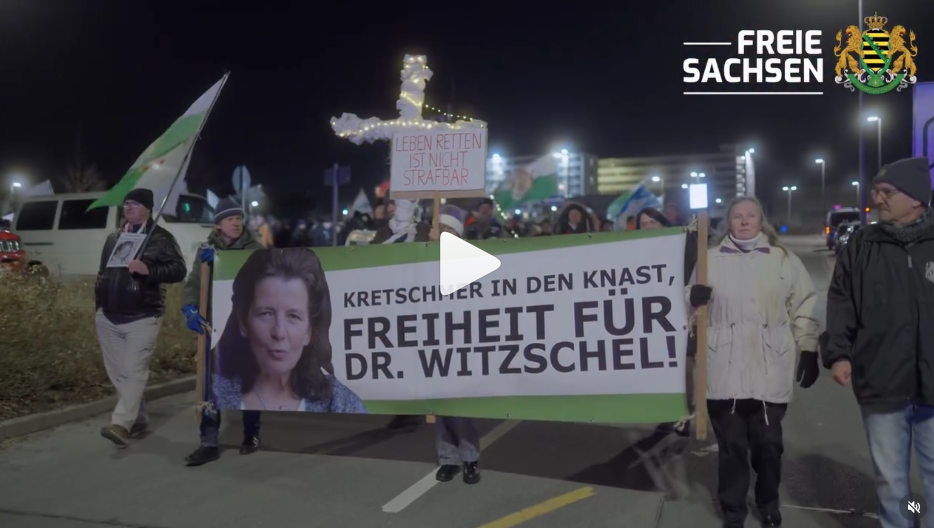 FREIE
SACHSEN
LEBEN RETTEN
IST NICHT
STRAFBAR
KRETSCHMER IN DEN KNAST,
FREIHEIT FÜR
DR. WITZSCHEL!